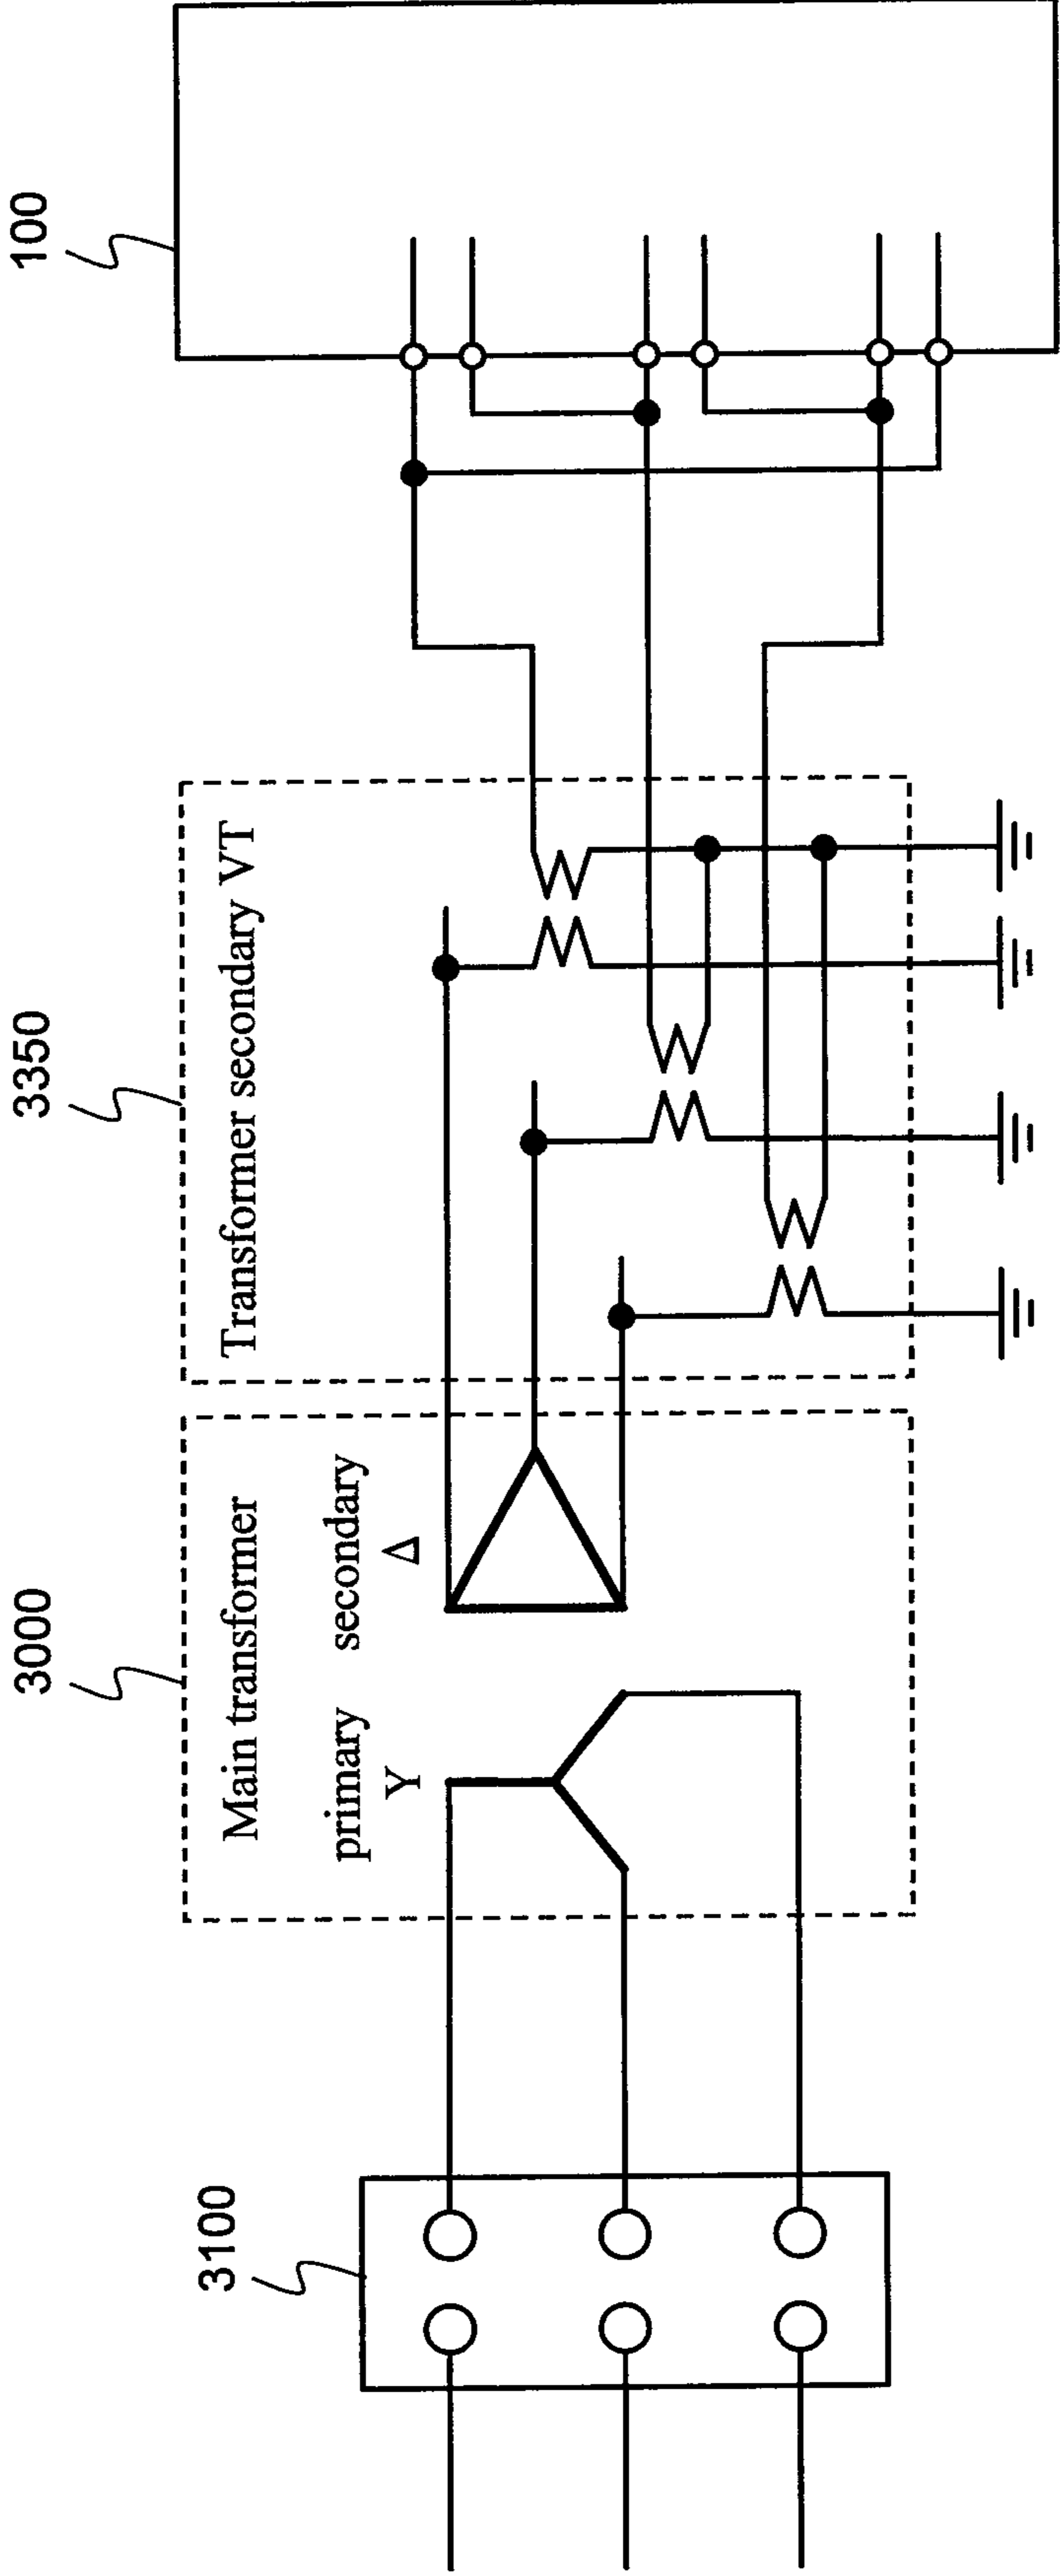 3100
3000
3350
100
Main transformer
primary secondary
Y Δ
Transformer secondary VT